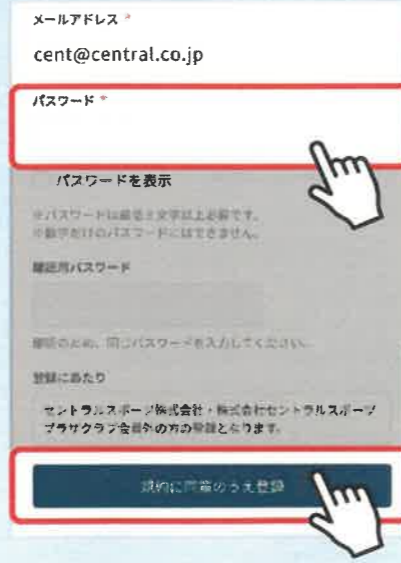 メールアドレス *
cent@central.co.jp
パスワード *
パスワードを表示
※パスワードは最低8文字以上必要です。
※数字だけのパスワードにはできません。
確認用パスワード
確認のため、同じパスワードを入力してください。
登録にあたり
セントラルスポーツ株式会社・株式会社セントラルスポーツ
プラザクラブ会員外の方の登録となります。
規約に同意のうえ登録